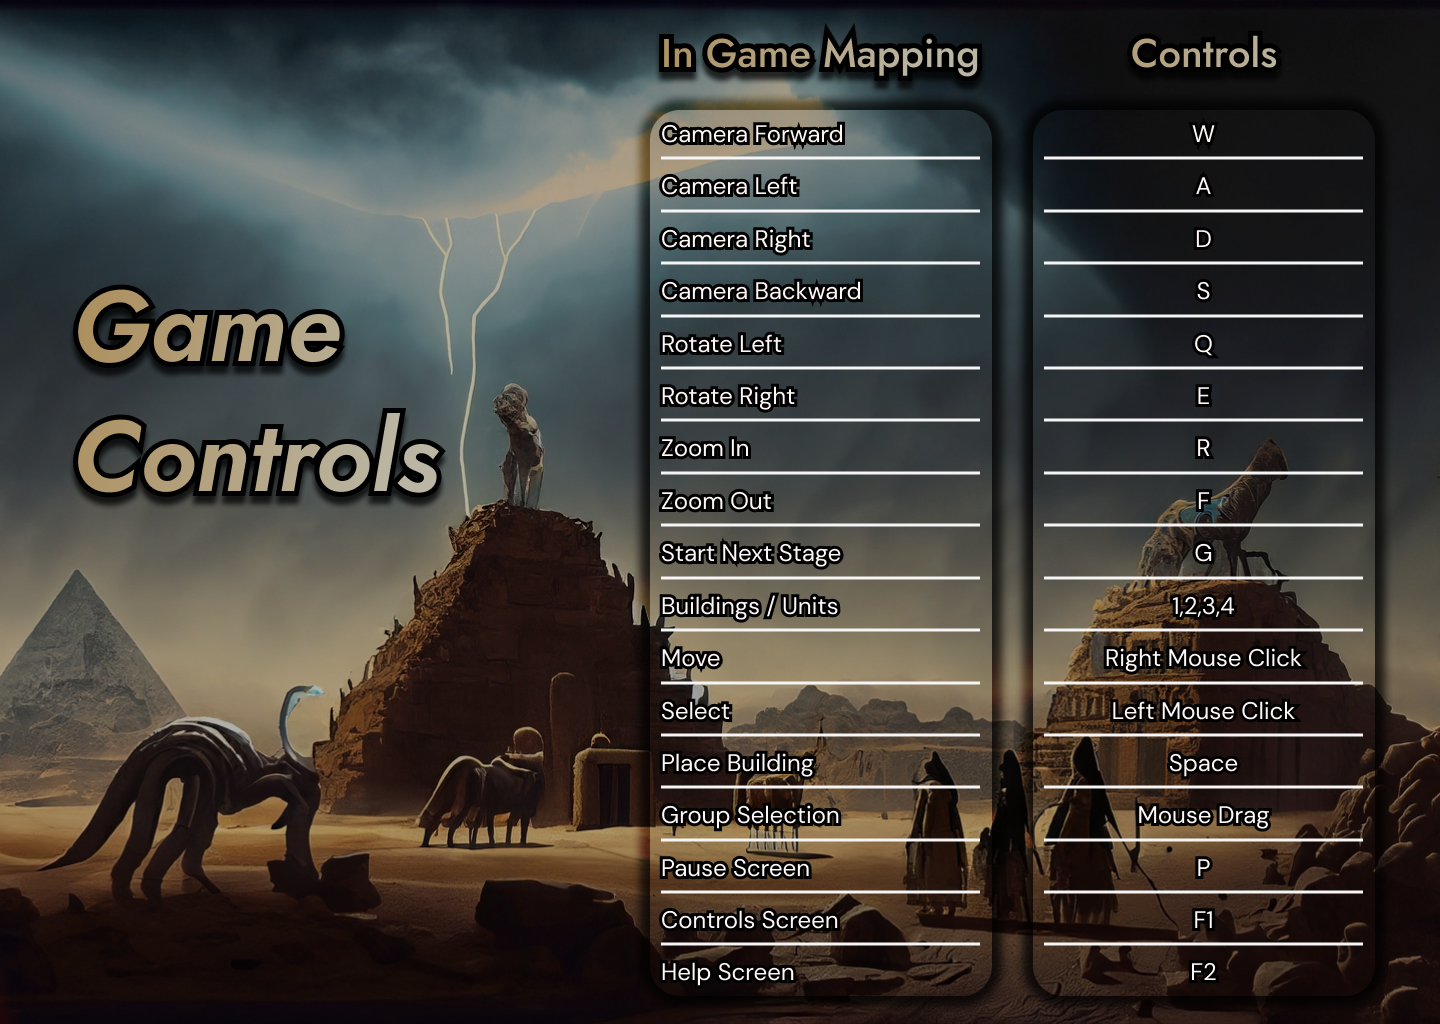 Game
Controls
In Game Mapping Controls
Camera Forward W
Camera Left A
Camera Right D
Camera Backward S
Rotate Left Q
Rotate Right E
Zoom In R
Zoom Out F
Start Next Stage G
Buildings / Units 1,2,3,4
Move Right Mouse Click
Select Left Mouse Click
Place Building Space
Group Selection Mouse Drag
Pause Screen P
Controls Screen F1
Help Screen F2